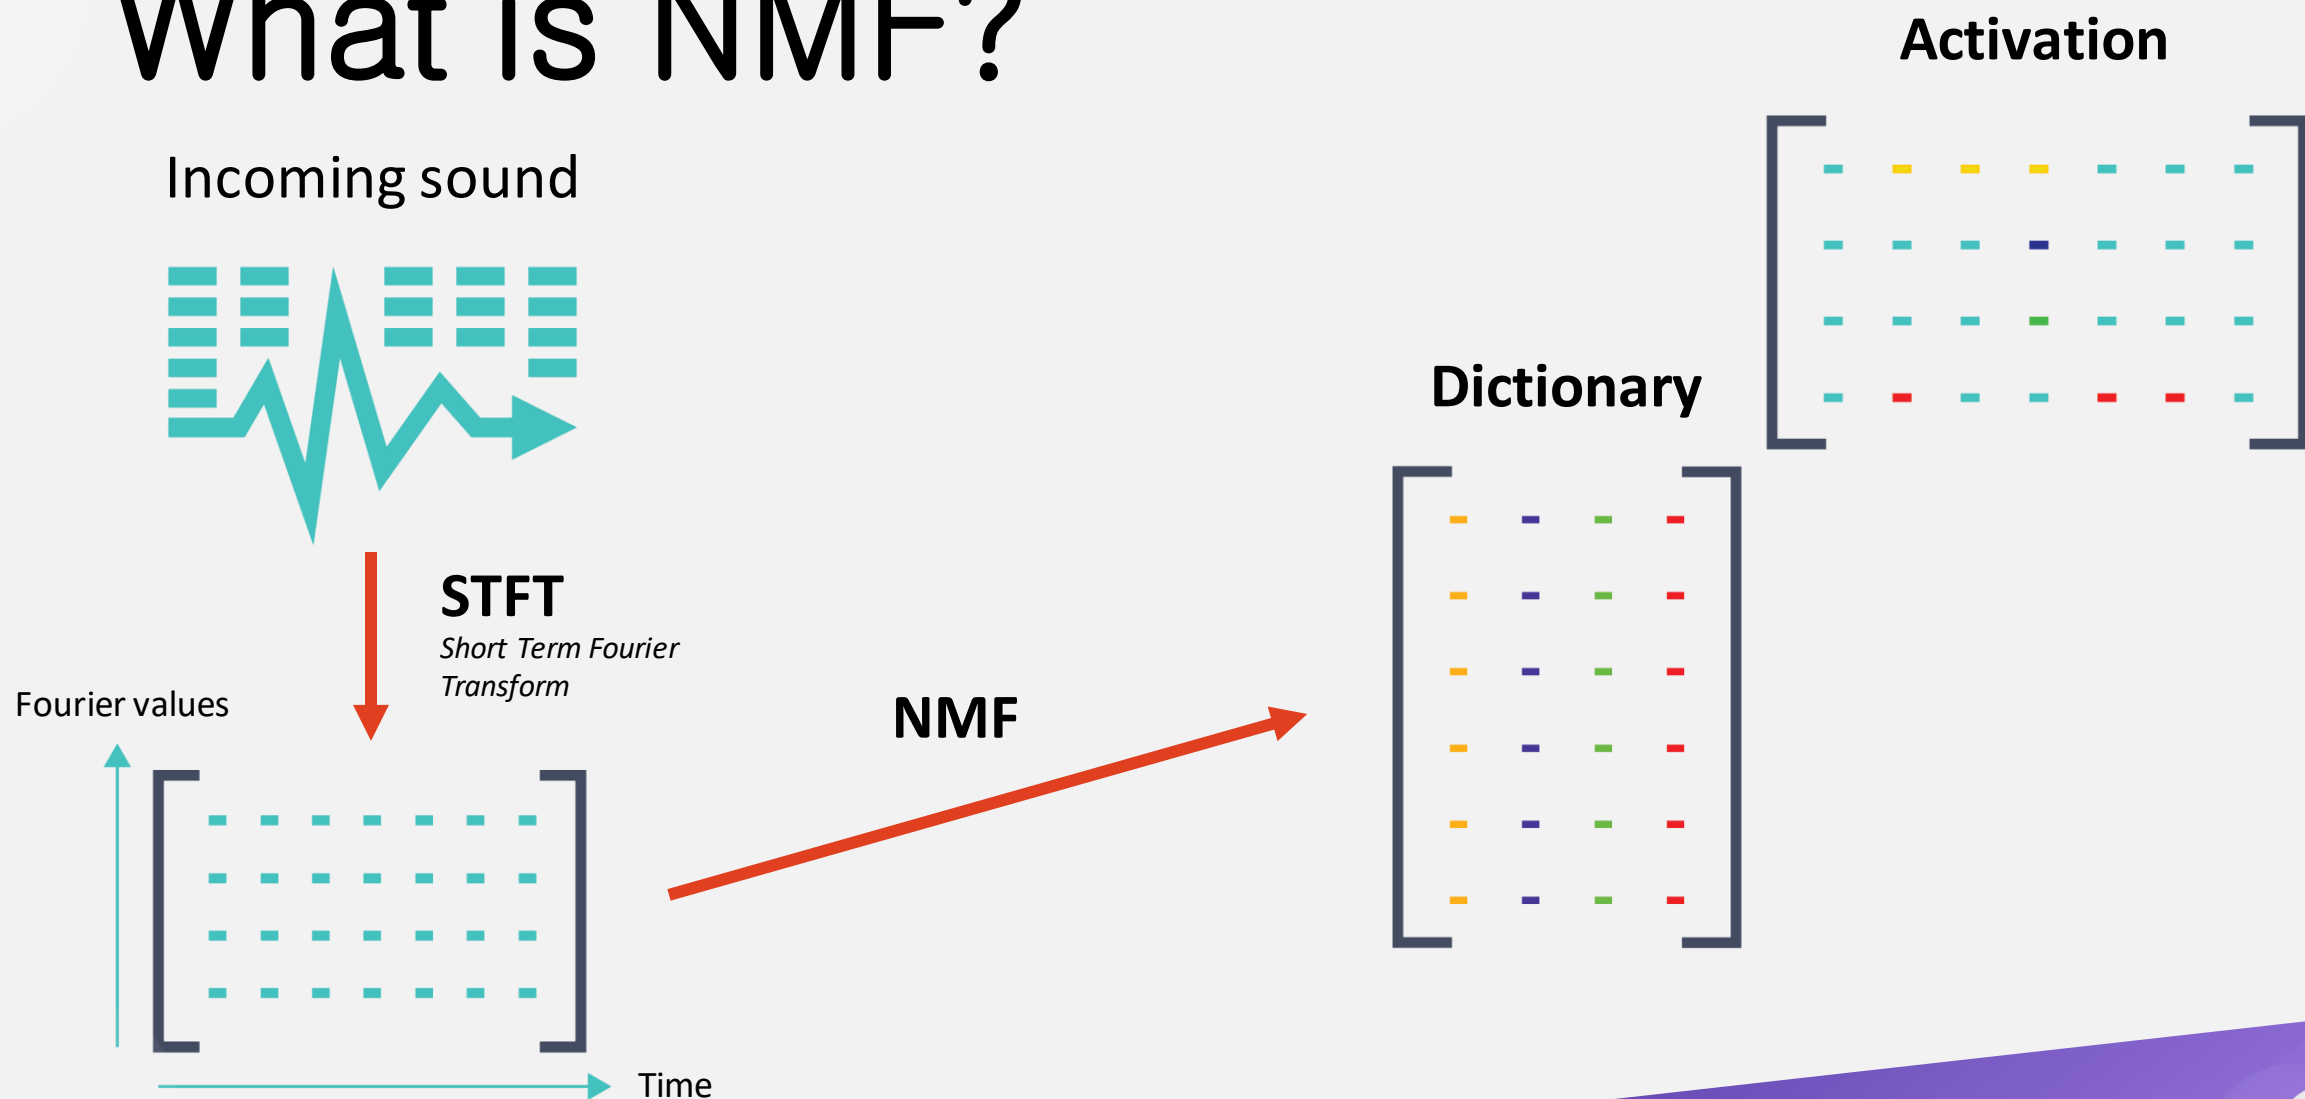 What is NMF?
Activation
Incoming sound
Dictionary
STFT
Short Term Fourier
Transform
Fourier values
NMF
Time